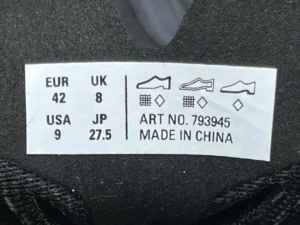 EUR UK
42 8
USA JP
9 27.5
ART NO. 793945
MADE IN CHINA